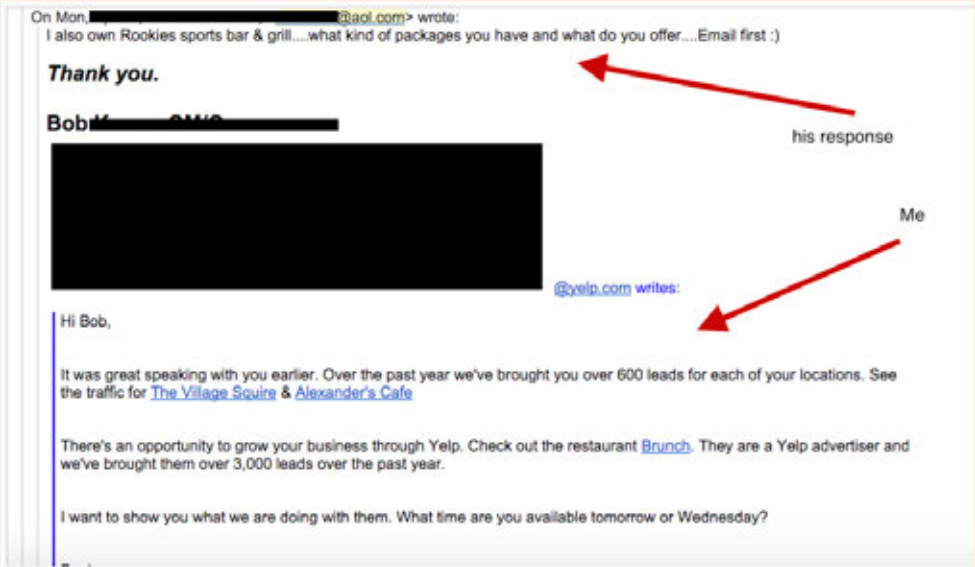 On Mon, @aol.com> wrote:
I also own Rookies sports bar & grill....what kind of packages you have and what do you offer....Email first :)
Thank you.
Bob
his response
Me
@yelp.com writes:
Hi Bob,
It was great speaking with you earlier. Over the past year we've brought you over 600 leads for each of your locations. See
the traffic for The Village Squire & Alexander's Cafe
There's an opportunity to grow your business through Yelp. Check out the restaurant Brunch. They are a Yelp advertiser and
we've brought them over 3,000 leads over the past year.
I want to show you what we are doing with them. What time are you available tomorrow or Wednesday?